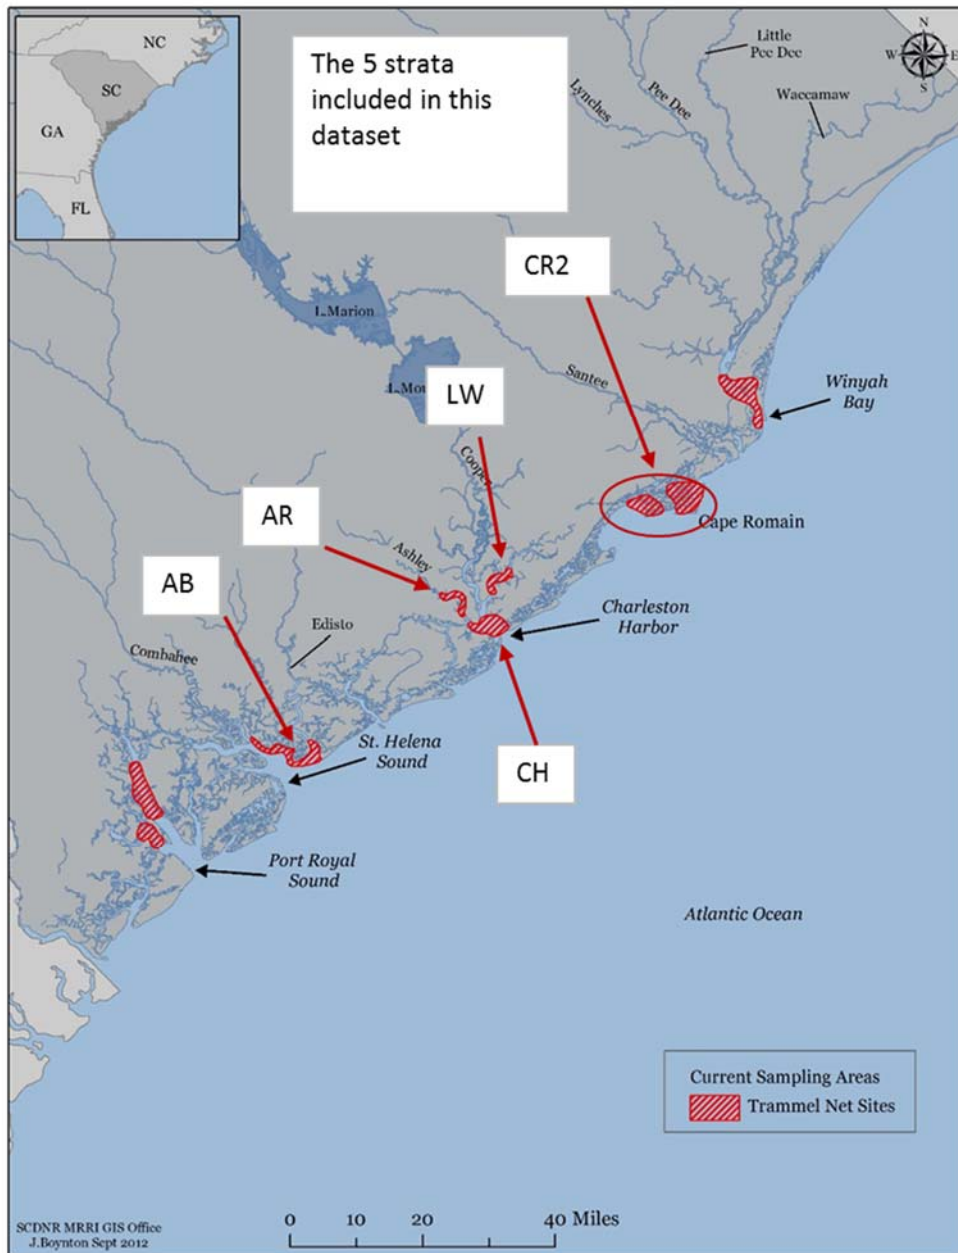 NC
SC
GA
FL
The 5 strata
included in this
dataset
Little
Pee Dee
Pee Dee
Lynches
Waccamaw
N
W
E
S
CR2
L.Marion
LW
Santee
Winyah
Bay
Cooper
AR
Cape Romain
Ashley
AB
Charleston
Harbor
Edisto
Combahee
St. Helena
Sound
CH
Port Royal
Sound
Atlantic Ocean
Current Sampling Areas
Trammel Net Sites
SCDNR MRRI GIS Office
J.Boynton Sept 2012
0 10 20 40 Miles